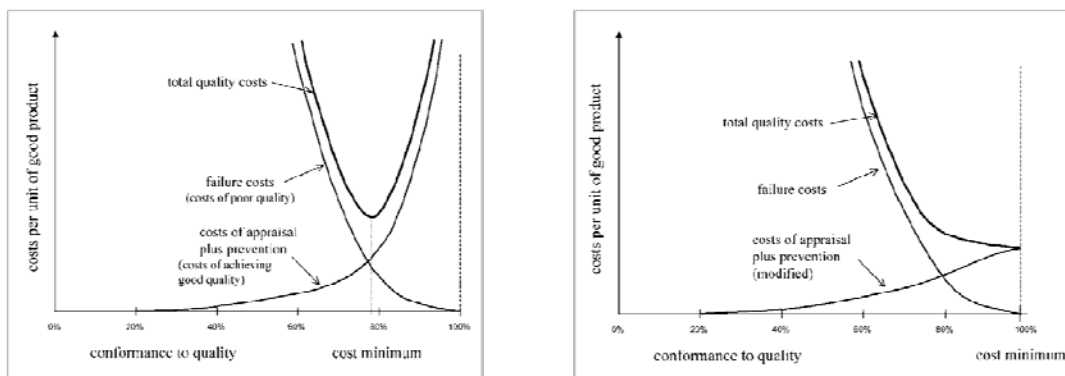 costs per unit of good product
total quality costs
failure costs
(costs of poor quality)
costs of appraisal
plus prevention
(costs of achieving
good quality)
0%
20%
40%
60%
80%
100%
conformance to quality
cost minimum
costs per unit of good product
total quality costs
failure costs
costs of appraisal
plus prevention
(modified)
0%
20%
40%
60%
80%
100%
conformance to quality
cost minimum